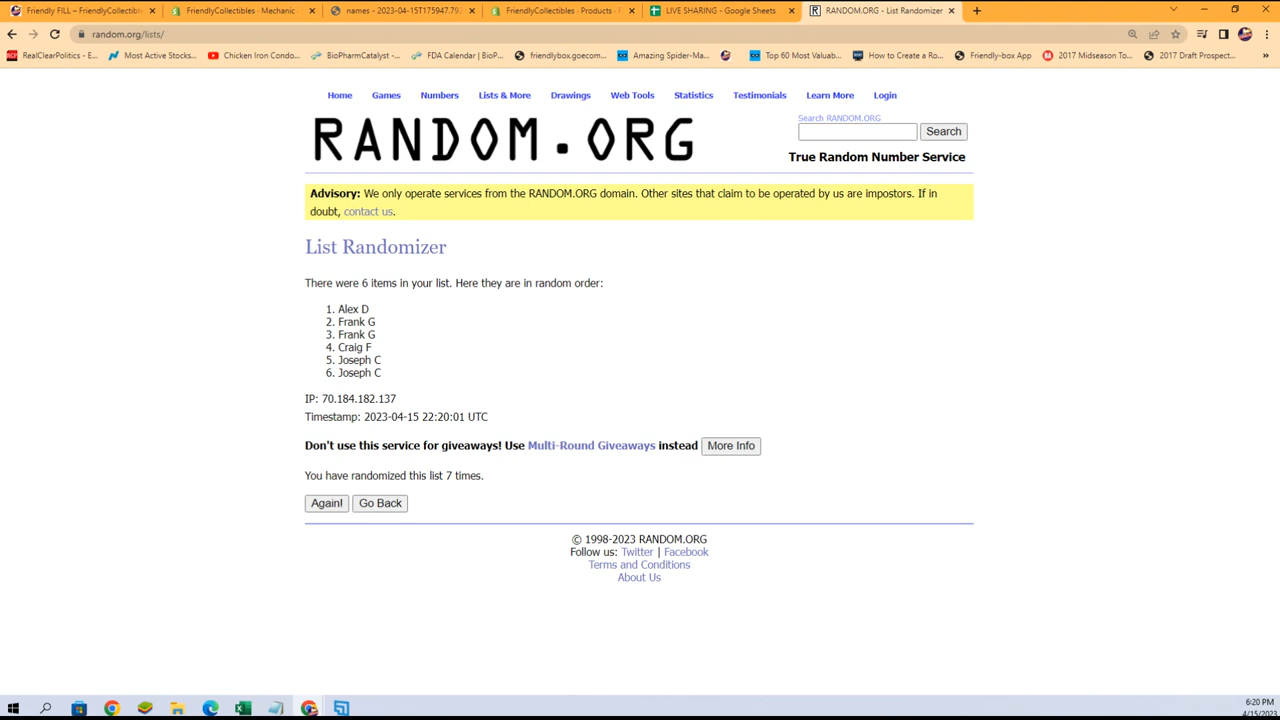 Friendly FILL – FriendlyCollectible
FriendlyCollectibles · Mechanic
names - 2023-04-15T175947.79
FriendlyCollectibles · Products · F
LIVE SHARING - Google Sheets
RANDOM.ORG - List Randomizer
random.org/lists/
RealClearPolitics - E...
Most Active Stocks...
Chicken Iron Condo...
BioPharmCatalyst -...
FDA Calendar | BioP...
friendlybox.goecom...
Amazing Spider-Ma...
Top 60 Most Valuab...
How to Create a Ro...
Friendly-box App
2017 Midseason To...
2017 Draft Prospect...
»
Home Games Numbers Lists & More Drawings Web Tools Statistics Testimonials Learn More Login
RANDOM.ORG
Search RANDOM.ORG
Search
True Random Number Service
Advisory: We only operate services from the RANDOM.ORG domain. Other sites that claim to be operated by us are impostors. If in
doubt, contact us.
List Randomizer
There were 6 items in your list. Here they are in random order:
1. Alex D
2. Frank G
3. Frank G
4. Craig F
5. Joseph C
6. Joseph C
IP: 70.184.182.137
Timestamp: 2023-04-15 22:20:01 UTC
Don't use this service for giveaways! Use Multi-Round Giveaways instead More Info
You have randomized this list 7 times.
Again! Go Back
© 1998-2023 RANDOM.ORG
Follow us: Twitter | Facebook
Terms and Conditions
About Us
6:20 PM
4/15/2023